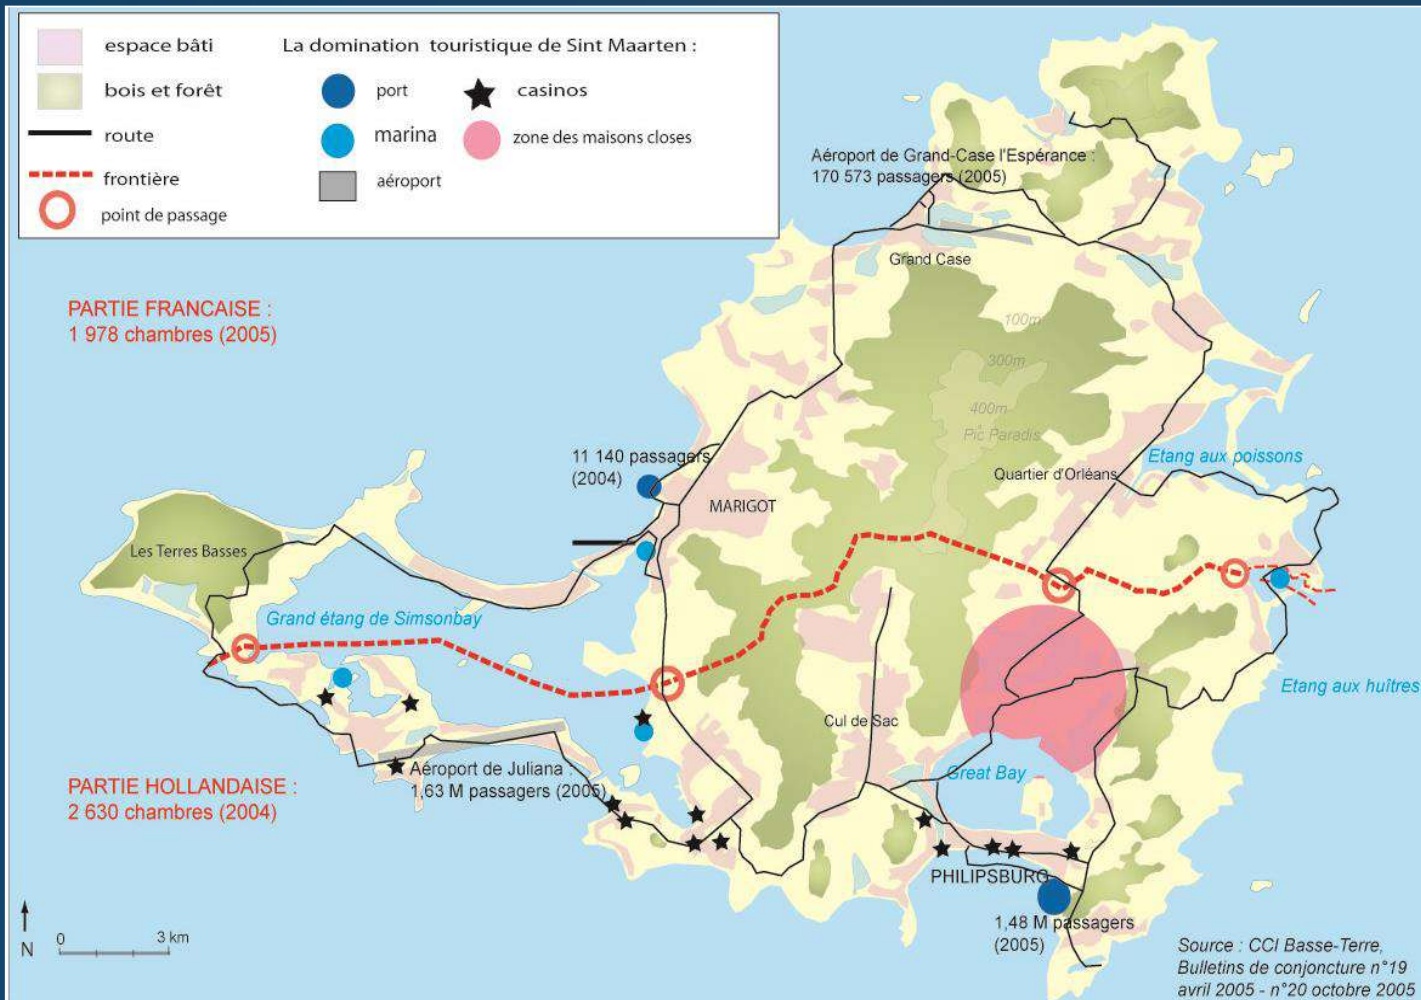 espace bâti
bois et forêt
route
frontière
point de passage
La domination touristique de Sint Maarten :
port
marina
aéroport
casinos
zone des maisons closes
Aéroport de Grand-Case l'Espérance :
170 573 passagers (2005)
Grand Case
PARTIE FRANCAISE :
1 978 chambres (2005)
100m
300m
400m
Pic Paradis
11 140 passagers
(2004)
MARIGOT
Quartier d'Orléans
Etang aux poissons
Les Terres Basses
Grand étang de Simsonbay
Etang aux huîtres
Cul de Sac
Great Bay
Aéroport de Juliana :
1,63 M passagers (2005)
PARTIE HOLLANDAISE :
2 630 chambres (2004)
PHILIPSBURG
1,48 M passagers
(2005)
N
0 3 km
Source : CCI Basse-Terre,
Bulletins de conjoncture n°19
avril 2005 - n°20 octobre 2005